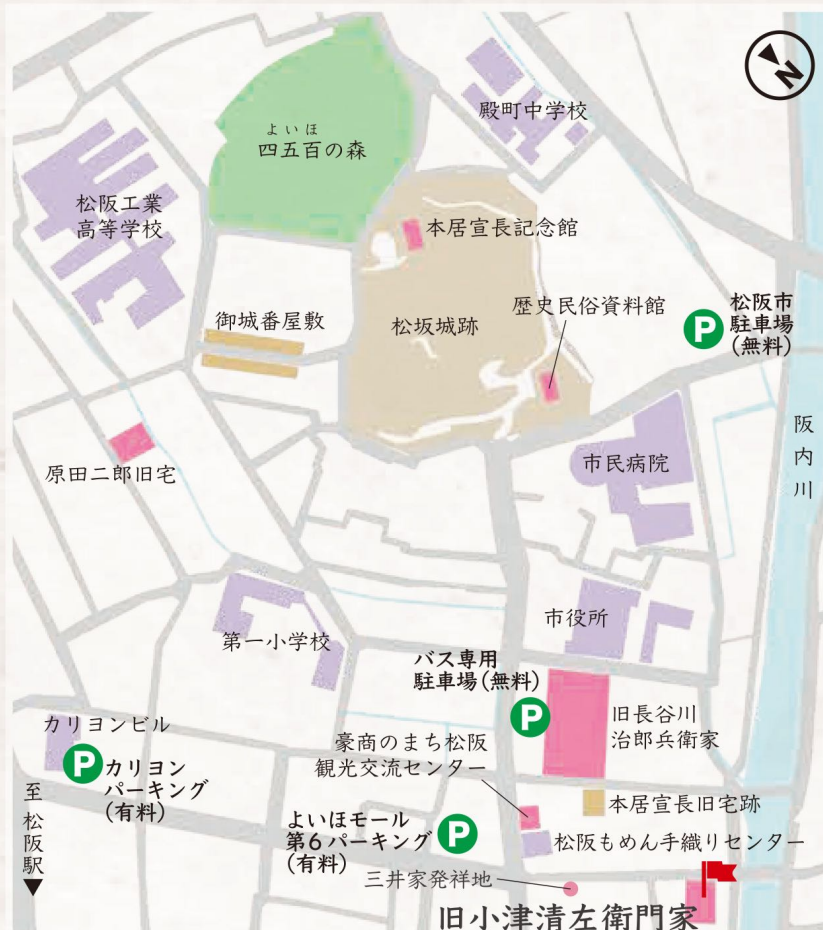 N
殿町中学校
よいほ
四五百の森
松阪工業
高等学校
本居宣長記念館
歴史民俗資料館
松阪市
駐車場
(無料)
P
御城番屋敷
松坂城跡
阪内川
市民病院
原田二郎旧宅
市役所
第一小学校
バス専用
駐車場(無料)
P
旧長谷川
治郎兵衛家
カリヨンビル
P
カリヨン
パーキング
(有料)
豪商のまち松阪
観光交流センター
本居宣長旧宅跡
至松阪駅
よいほモール
第6パーキング
(有料)
P
松阪もめん手織りセンター
三井家発祥地
旧小津清左衛門家